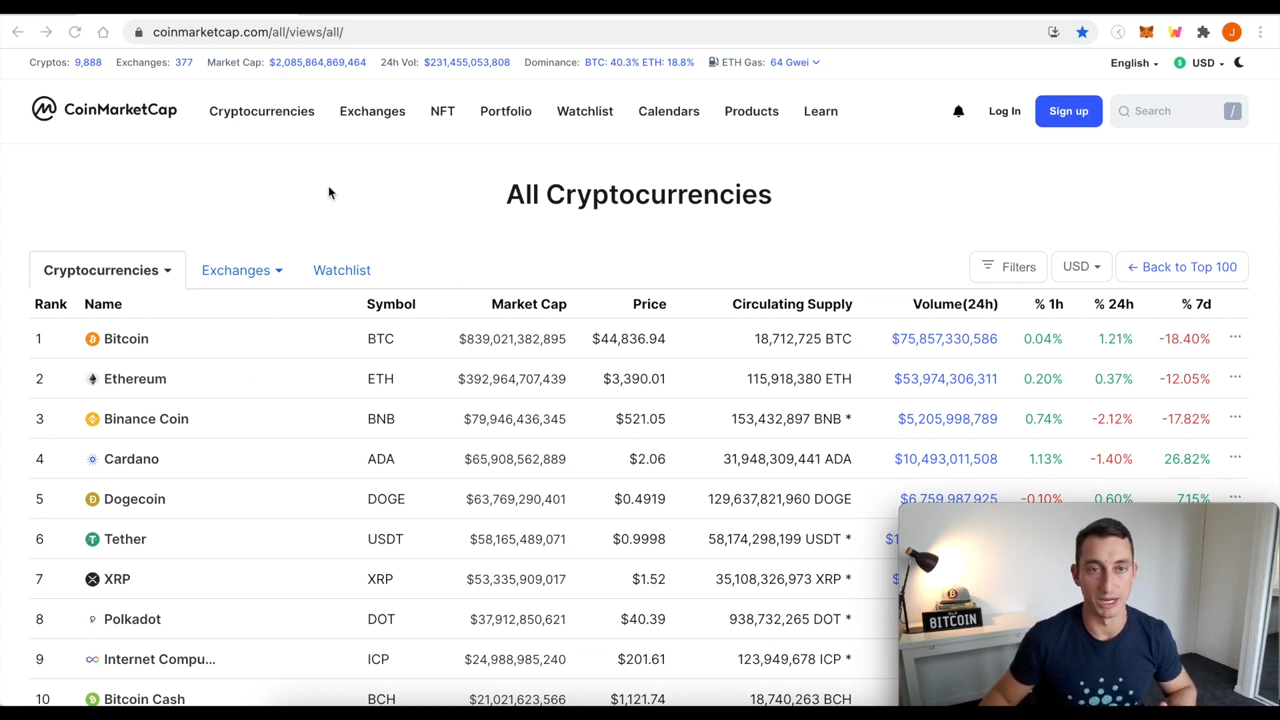 coinmarketcap.com/all/views/all/
J
Cryptos: 9,888 Exchanges: 377 Market Cap: $2,085,864,869,464 24h Vol: $231,455,053,808 Dominance: BTC: 40.3% ETH: 18.8% ETH Gas: 64 Gwei English USD
CoinMarketCap Cryptocurrencies Exchanges NFT Portfolio Watchlist Calendars Products Learn Log In Sign up Search /
All Cryptocurrencies
Cryptocurrencies Exchanges Watchlist Filters USD ← Back to Top 100
Rank Name Symbol Market Cap Price Circulating Supply Volume(24h) % 1h % 24h % 7d
1 Bitcoin BTC $839,021,382,895 $44,836.94 18,712,725 BTC $75,857,330,586 0.04% 1.21% -18.40%
2 Ethereum ETH $392,964,707,439 $3,390.01 115,918,380 ETH $53,974,306,311 0.20% 0.37% -12.05%
3 Binance Coin BNB $79,946,436,345 $521.05 153,432,897 BNB * $5,205,998,789 0.74% -2.12% -17.82%
4 Cardano ADA $65,908,562,889 $2.06 31,948,309,441 ADA $10,493,011,508 1.13% -1.40% 26.82%
5 Dogecoin DOGE $63,769,290,401 $0.4919 129,637,821,960 DOGE $6,759,987,925 -0.10% 0.60% 7.15%
6 Tether USDT $58,165,489,071 $0.9998 58,174,298,199 USDT *
7 XRP XRP $53,335,909,017 $1.52 35,108,326,973 XRP *
8 Polkadot DOT $37,912,850,621 $40.39 938,732,265 DOT *
9 Internet Compu... ICP $24,988,985,240 $201.61 123,949,678 ICP *
10 Bitcoin Cash BCH $21,021,623,566 $1,121.74 18,740,263 BCH
BITCOIN